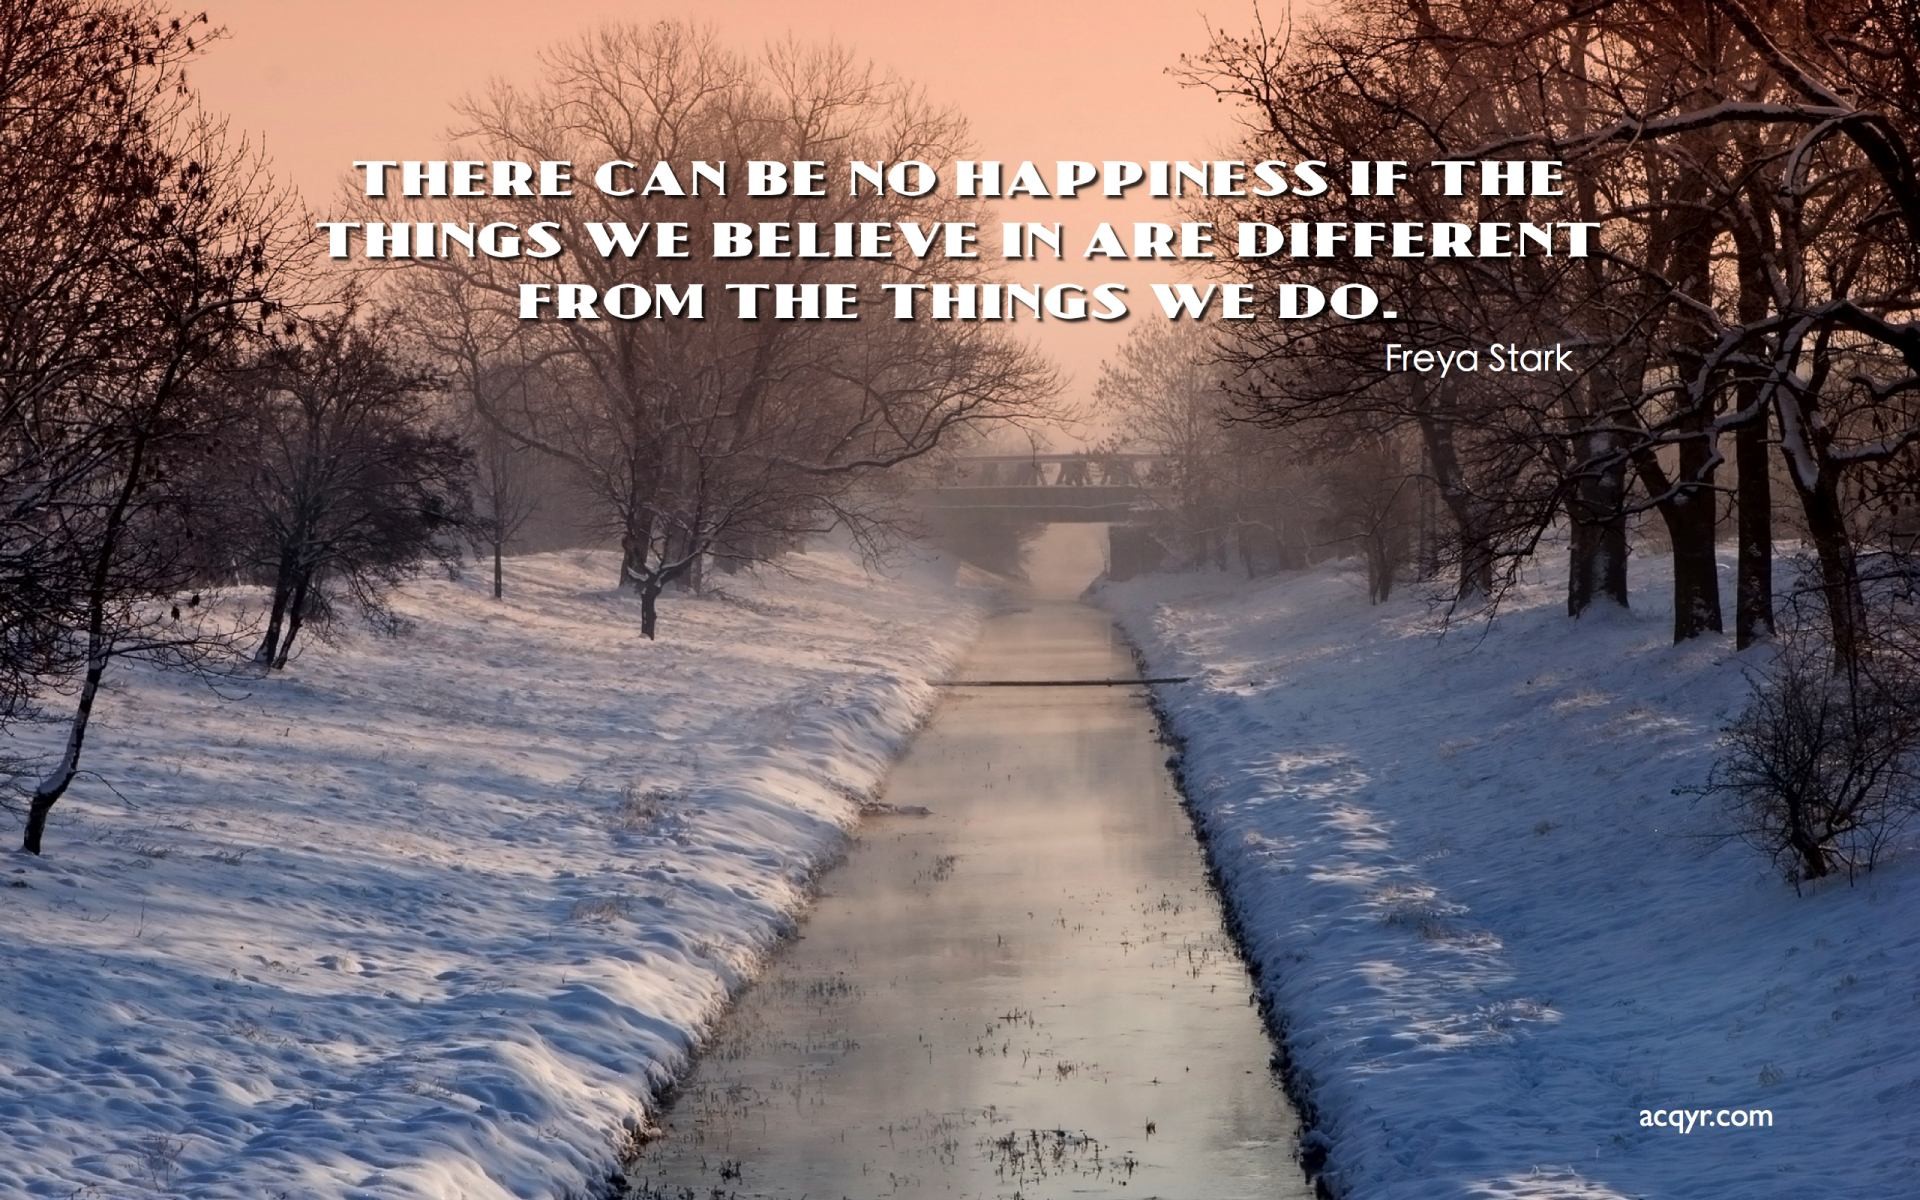 THERE CAN BE NO HAPPINESS IF THE
THINGS WE BELIEVE IN ARE DIFFERENT
FROM THE THINGS WE DO.
Freya Stark
acqyr.com